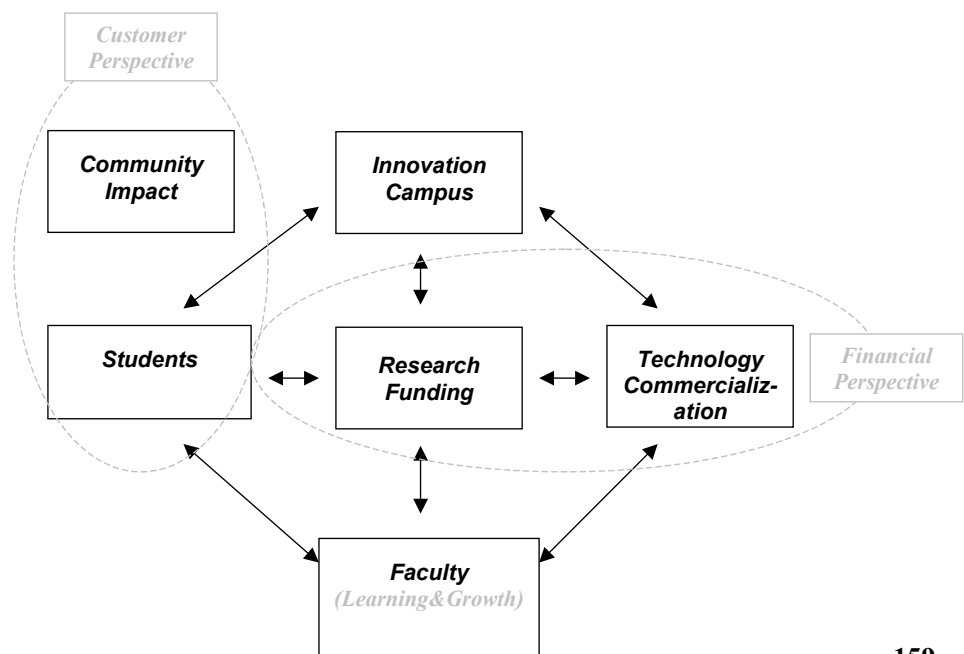 Customer
Perspective
Community
Impact
Innovation
Campus
Students
Research
Funding
Technology
Commercializ-
ation
Financial
Perspective
Faculty
(Learning&Growth)